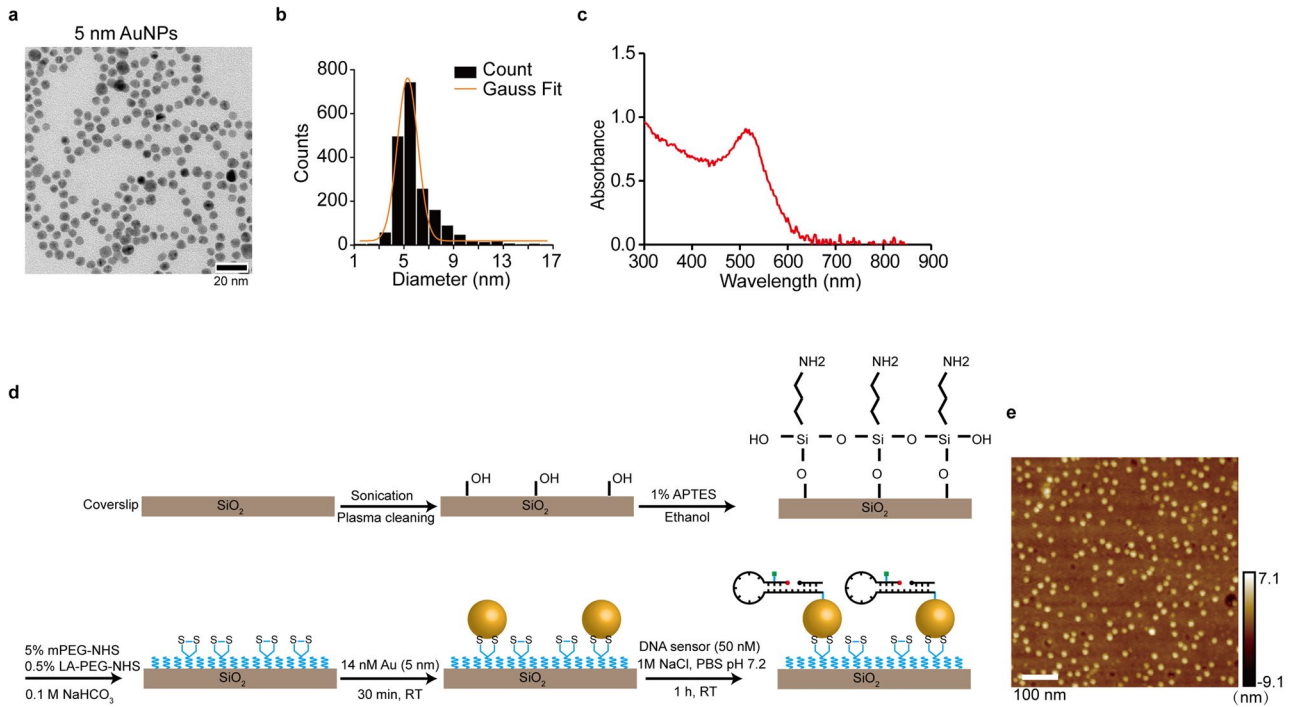 a
5 nm AuNPs
20 nm
b
800
600
400
200
0
Counts
1
5
9
13
17
Diameter (nm)
Count
Gauss Fit
c
1.5
1.0
0.5
0.0
Absorbance
300
400
500
600
700
800
900
Wavelength (nm)
d
Coverslip
SiO2
Sonication
Plasma cleaning
OH
OH
OH
SiO2
1% APTES
Ethanol
NH2
NH2
NH2
HO
Si
O
Si
O
Si
OH
O
O
O
SiO2
5% mPEG-NHS
0.5% LA-PEG-NHS
0.1 M NaHCO3
S S
S S
S S
S S
SiO2
14 nM Au (5 nm)
30 min, RT
S S
S S
S S
S S
SiO2
DNA sensor (50 nM)
1M NaCl, PBS pH 7.2
1 h, RT
S S
S S
S S
S S
SiO2
e
100 nm
7.1
-9.1
(nm)